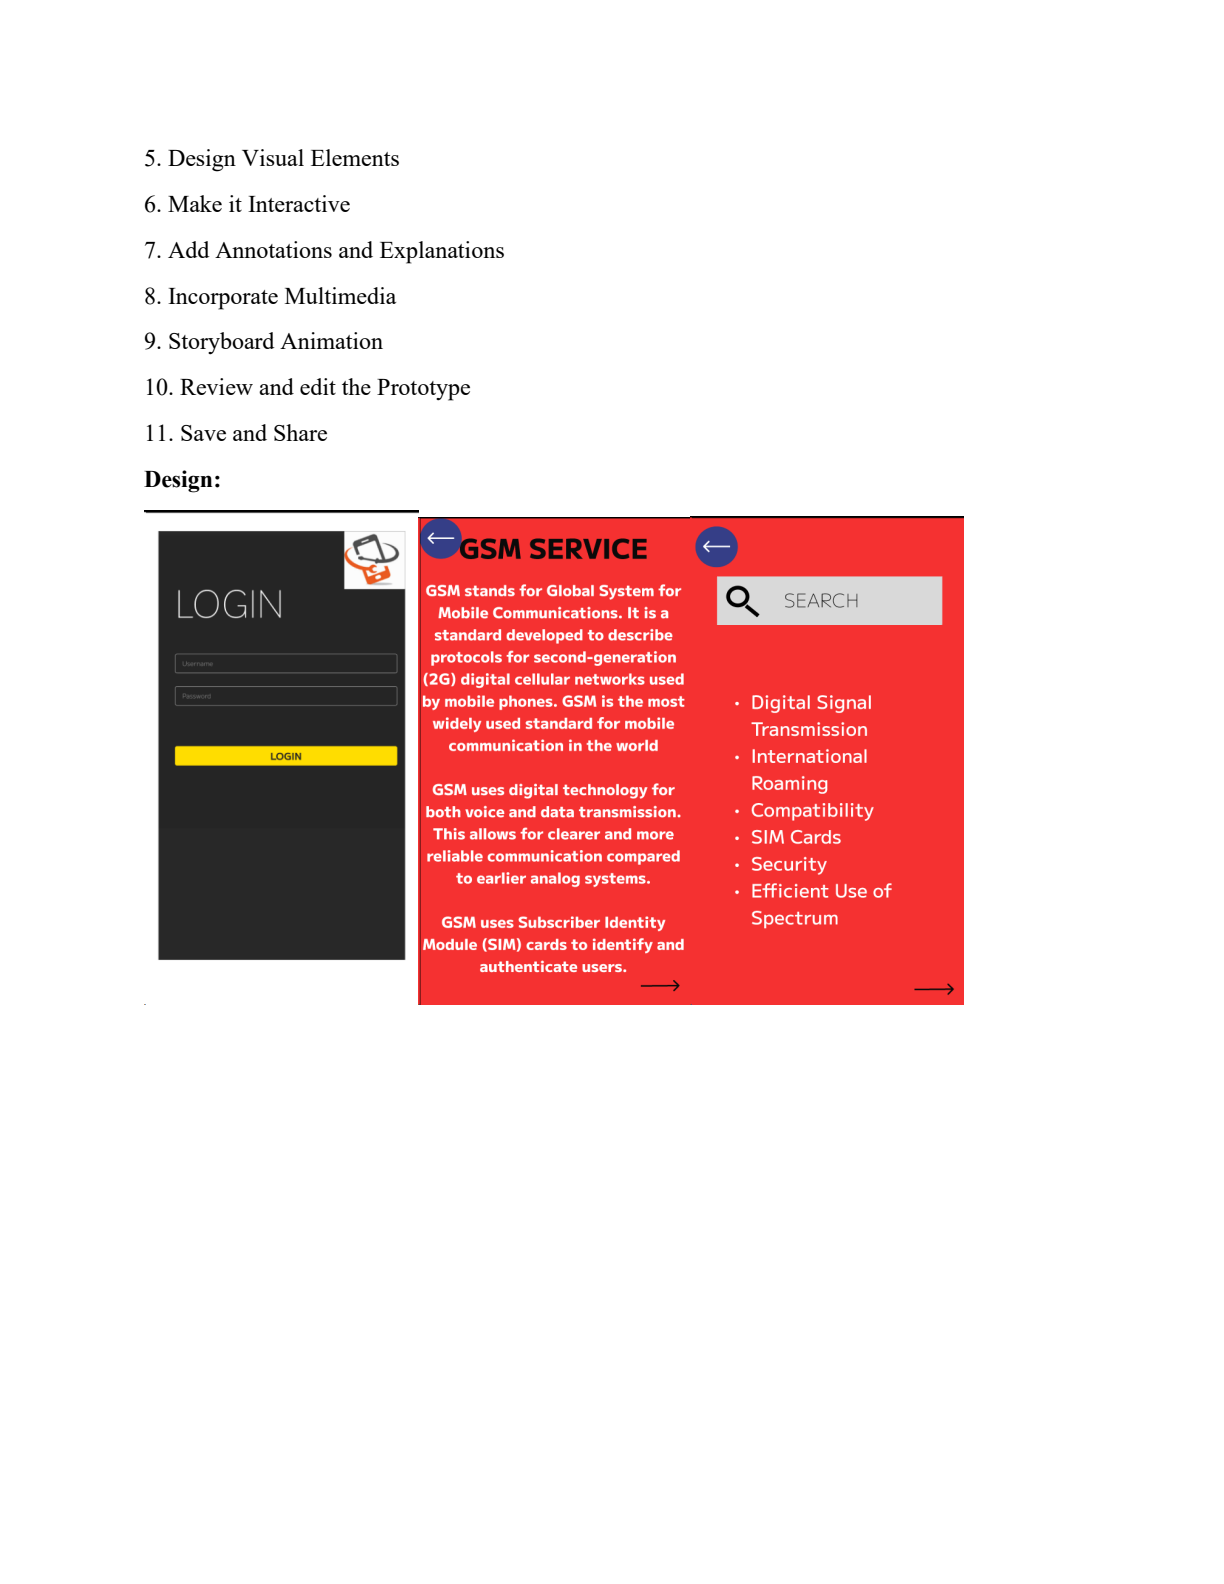 5. Design Visual Elements
6. Make it Interactive
7. Add Annotations and Explanations
8. Incorporate Multimedia
9. Storyboard Animation
10. Review and edit the Prototype
11. Save and Share
Design:
LOGIN
Username
Password
LOGIN
GSM SERVICE
GSM stands for Global System for
Mobile Communications. It is a
standard developed to describe
protocols for second-generation
(2G) digital cellular networks used
by mobile phones. GSM is the most
widely used standard for mobile
communication in the world
GSM uses digital technology for
both voice and data transmission.
This allows for clearer and more
reliable communication compared
to earlier analog systems.
GSM uses Subscriber Identity
Module (SIM) cards to identify and
authenticate users.
SEARCH
• Digital Signal
Transmission
• International
Roaming
• Compatibility
• SIM Cards
• Security
• Efficient Use of
Spectrum